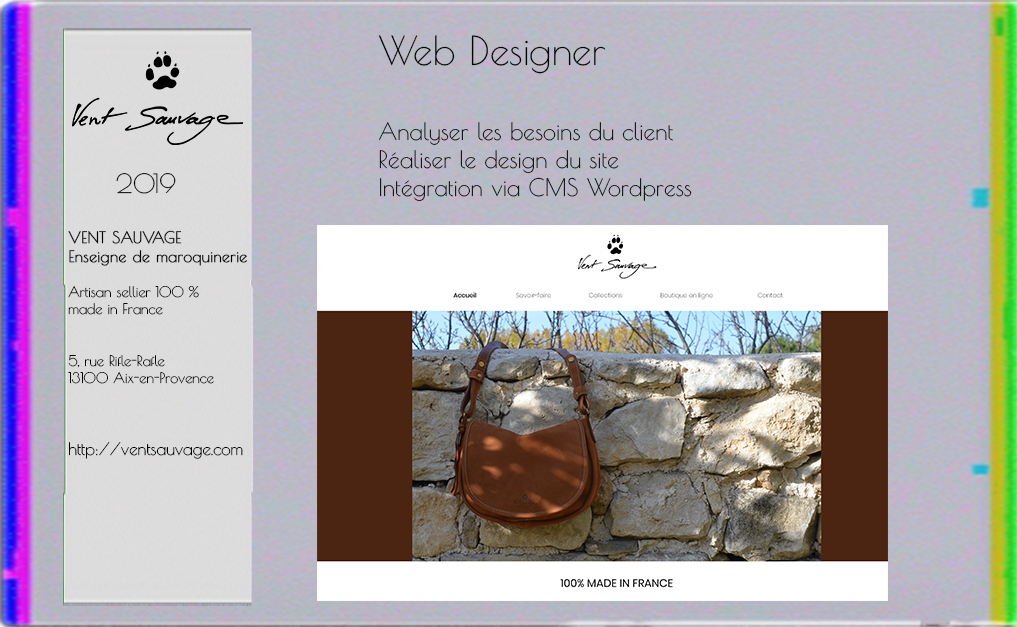 Vent Sauvage
2019
VENT SAUVAGE
Enseigne de maroquinerie
Artisan sellier 100 %
made in France
5, rue Rifle-Rafle
13100 Aix-en-Provence
http://ventsauvage.com
Web Designer
Analyser les besoins du client
Réaliser le design du site
Intégration via CMS Wordpress
Vent Sauvage
Accueil Savoir-faire Collections Boutique en ligne Contact
100% MADE IN FRANCE